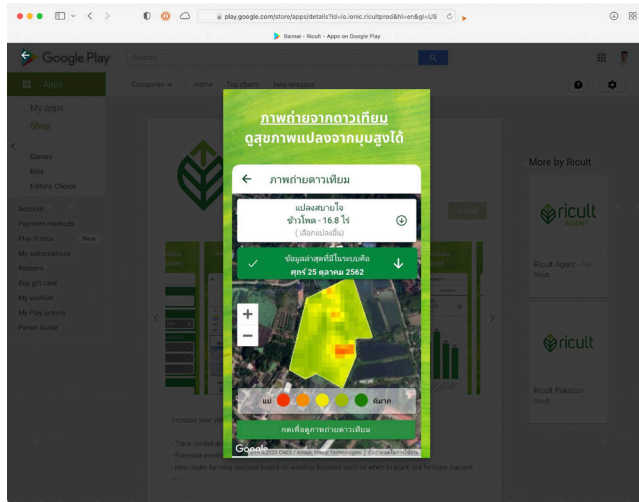 play.google.com/store/apps/details?id=io.ionic.ricultprod&hl=en&gl=US
Baimai - Ricult - Apps on Google Play
Google Play
Search
Apps
Categories
Home
Top charts
New releases
My apps
Shop
Games
Kids
Editors' Choice
Account
Payment methods
Play Points
New
My subscriptions
Redeem
Buy gift card
My wishlist
My Play activity
Parent Guide
ภาพถ่ายจากดาวเทียม
ดูสุขภาพแปลงจากมุมสูงได้
ภาพถ่ายดาวเทียม
แปลงสบายใจ
ข้าวโพด - 16.8 ไร่
( เลือกแปลงอื่น)
ข้อมูลล่าสุดที่มีในระบบคือ
ศุกร์ 25 ตุลาคม 2562
+
−
แย่
ดีมาก
กดเพื่อดูภาพถ่ายดาวเทียม
Google
©2020 CNES / Airbus, Maxar Technologies
More by Ricult
ricult
AGENT
Ricult Agent - Far
Ricult
ricult
Ricult Pakistan
Ricult
Increase your
- Track
- Forecast
- Help make farming decision based on weather forecast such as when to plant, put fertilizer, harvest,